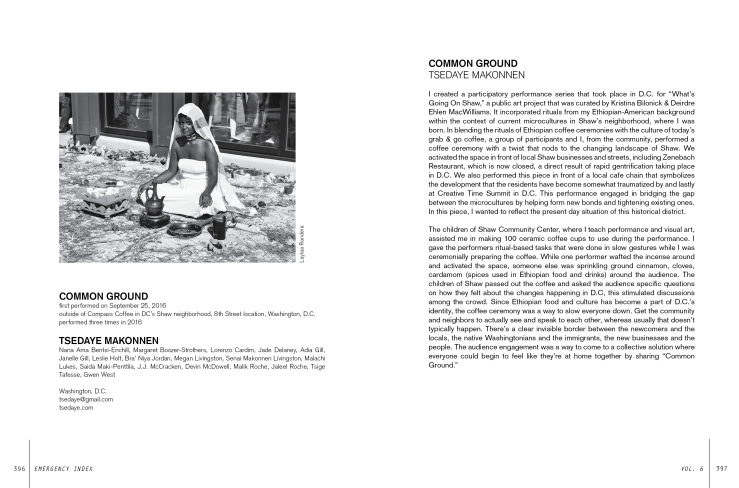 Laylaa Randera
COMMON GROUND
first performed on September 25, 2016
outside of Compass Coffee in DC's Shaw neighborhood, 8th Street location, Washington, D.C.
performed three times in 2016
TSEDAYE MAKONNEN
Nana Ama Bentsi-Enchill, Margaret Boozer-Strothers, Lorenzo Cardim, Jade Delaney, Adia Gill,
Janelle Gill, Leslie Holt, Bra' Niya Jordan, Megan Livingston, Senai Makonnen Livingston, Malachi
Lukes, Saida Maki-Penttila, J.J. McCracken, Devin McDowell, Malik Roche, Jaleel Roche, Tsige
Tafesse, Gwen West
Washington, D.C.
tsedaye@gmail.com
tsedaye.com
396
EMERGENCY INDEX
COMMON GROUND
TSEDAYE MAKONNEN
I created a participatory performance series that took place in D.C. for "What's
Going On Shaw," a public art project that was curated by Kristina Bilonick & Deirdre
Ehlen MacWilliams. It incorporated rituals from my Ethiopian-American background
within the context of current microcultures in Shaw's neighborhood, where I was
born. In blending the rituals of Ethiopian coffee ceremonies with the culture of today's
grab & go coffee, a group of participants and I, from the community, performed a
coffee ceremony with a twist that nods to the changing landscape of Shaw. We
activated the space in front of local Shaw businesses and streets, including Zenebach
Restaurant, which is now closed, a direct result of rapid gentrification taking place
in D.C. We also performed this piece in front of a local cafe chain that symbolizes
the development that the residents have become somewhat traumatized by and lastly
at Creative Time Summit in D.C. This performance engaged in bridging the gap
between the microcultures by helping form new bonds and tightening existing ones.
In this piece, I wanted to reflect the present day situation of this historical district.
The children of Shaw Community Center, where I teach performance and visual art,
assisted me in making 100 ceramic coffee cups to use during the performance. I
gave the performers ritual-based tasks that were done in slow gestures while I was
ceremonially preparing the coffee. While one performer wafted the incense around
and activated the space, someone else was sprinkling ground cinnamon, cloves,
cardamom (spices used in Ethiopian food and drinks) around the audience. The
children of Shaw passed out the coffee and asked the audience specific questions
on how they felt about the changes happening in D.C, this stimulated discussions
among the crowd. Since Ethiopian food and culture has become a part of D.C.'s
identity, the coffee ceremony was a way to slow everyone down. Get the community
and neighbors to actually see and speak to each other, whereas usually that doesn't
typically happen. There's a clear invisible border between the newcomers and the
locals, the native Washingtonians and the immigrants, the new businesses and the
people. The audience engagement was a way to come to a collective solution where
everyone could begin to feel like they're at home together by sharing "Common
Ground."
VOL. 6
397